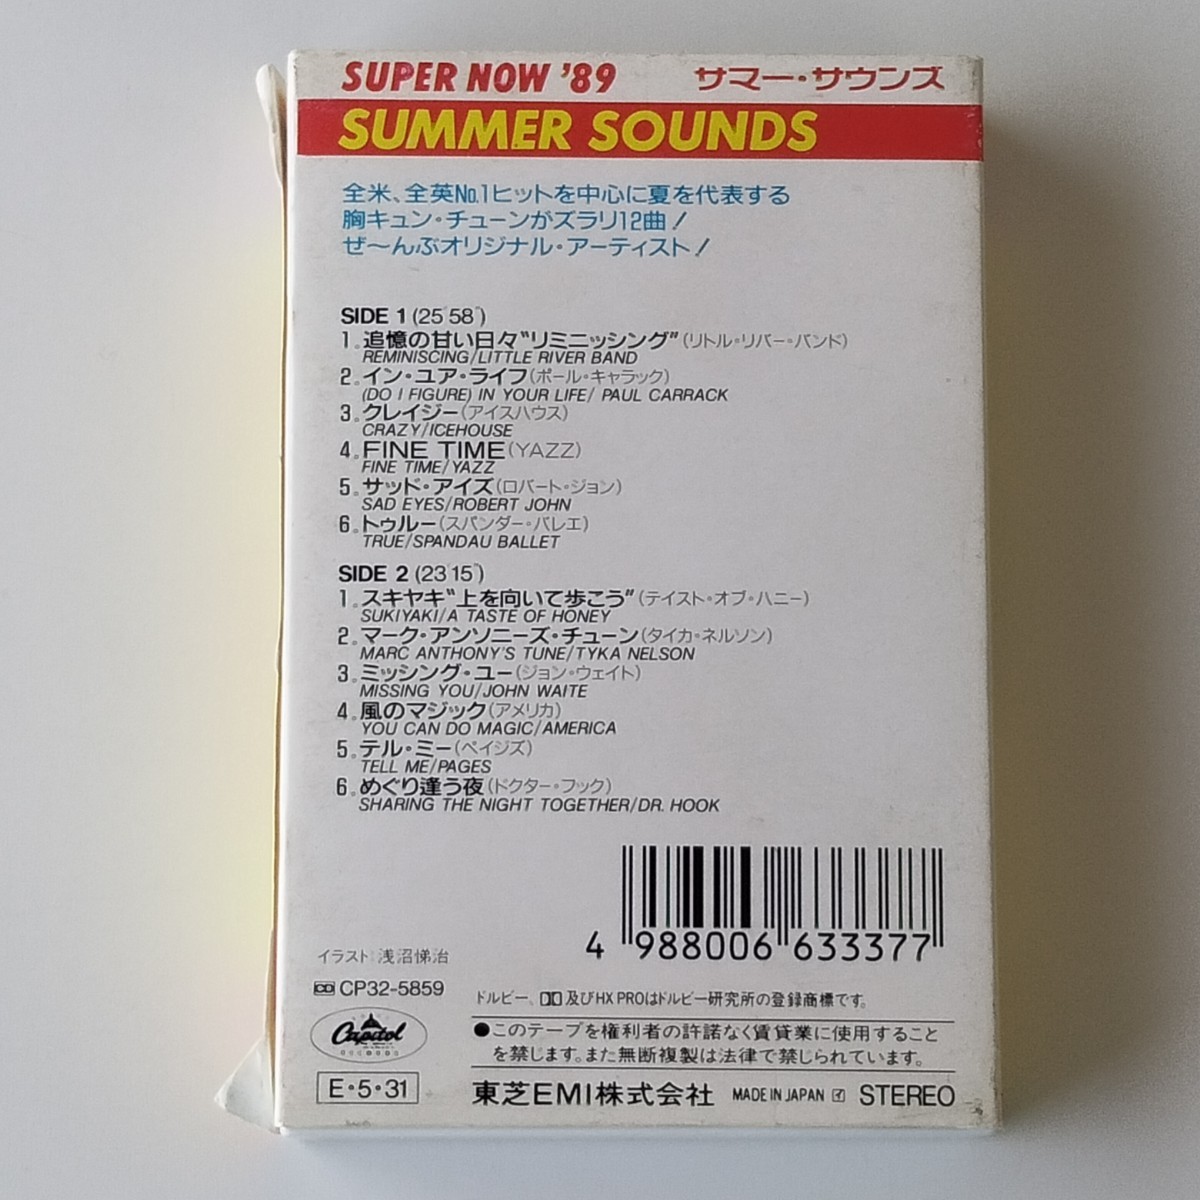 SUPER NOW '89 サマー・サウンズ
SUMMER SOUNDS
全米、全英No.1ヒットを中心に夏を代表する
胸キュン・チューンがズラリ12曲!
ぜ〜んぶオリジナル・アーティスト!
SIDE 1 (25'58")
1. 追憶の甘い日々"リミニッシング" (リトル・リバー・バンド)
REMINISCING/LITTLE RIVER BAND
2. イン・ユア・ライフ (ポール・キャラック)
(DO I FIGURE) IN YOUR LIFE/ PAUL CARRACK
3. クレイジー (アイスハウス)
CRAZY/ICEHOUSE
4. FINE TIME (YAZZ)
FINE TIME/YAZZ
5. サッド・アイズ (ロバート・ジョン)
SAD EYES/ROBERT JOHN
6. トゥルー (スパンダー・バレエ)
TRUE/SPANDAU BALLET
SIDE 2 (23'15")
1. スキヤキ"上を向いて歩こう" (テイスト・オブ・ハニー)
SUKIYAKI/A TASTE OF HONEY
2. マーク・アンソニーズ・チューン (タイカ・ネルソン)
MARC ANTHONY'S TUNE/TYKA NELSON
3. ミッシング・ユー (ジョン・ウェイト)
MISSING YOU/JOHN WAITE
4. 風のマジック (アメリカ)
YOU CAN DO MAGIC/AMERICA
5. テル・ミー (ペイジズ)
TELL ME/PAGES
6. めぐり逢う夜 (ドクター・フック)
SHARING THE NIGHT TOGETHER/DR. HOOK
4 988006 633377
イラスト:浅沼悌治
CD CP32-5859
ドルビー、及びHX PROはドルビー研究所の登録商標です。
Capitol
RECORDS
●このテープを権利者の許諾なく賃貸業に使用すること
を禁じます。また無断複製は法律で禁じられています。
E・5・31
東芝EMI株式会社 MADE IN JAPAN イ STEREO